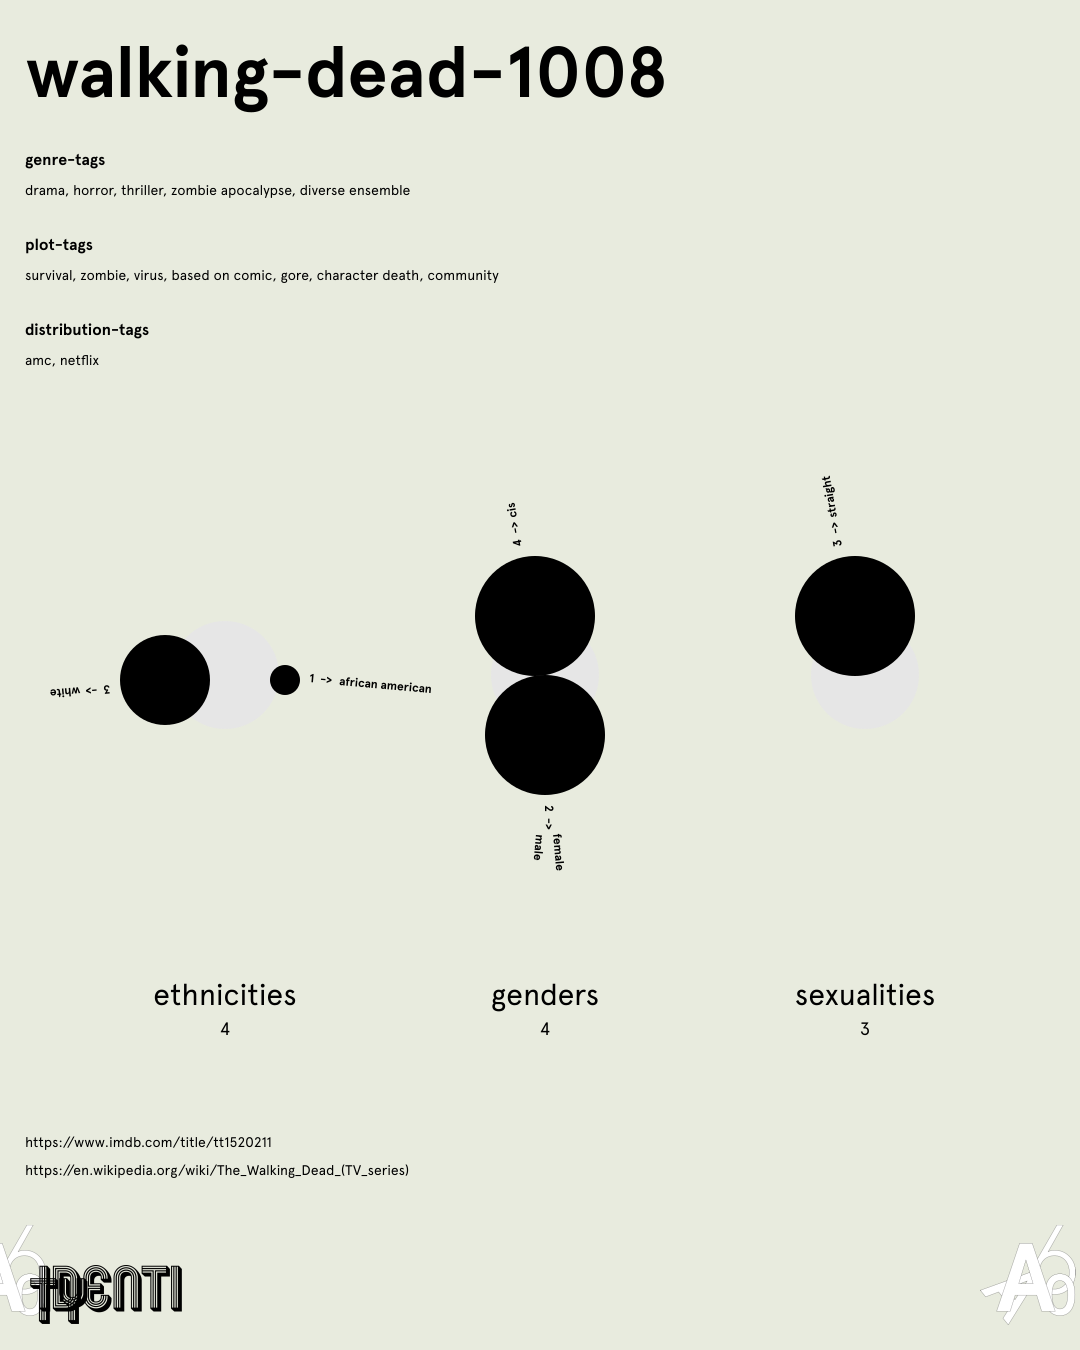 walking-dead-1008
genre-tags
drama, horror, thriller, zombie apocalypse, diverse ensemble
plot-tags
survival, zombie, virus, based on comic, gore, character death, community
distribution-tags
amc, netflix
3 -> white
1 -> african american
4 -> cis
2 -> female
male
3 -> straight
ethnicities
4
genders
4
sexualities
3
https://www.imdb.com/title/tt1520211
https://en.wikipedia.org/wiki/The_Walking_Dead_(TV_series)